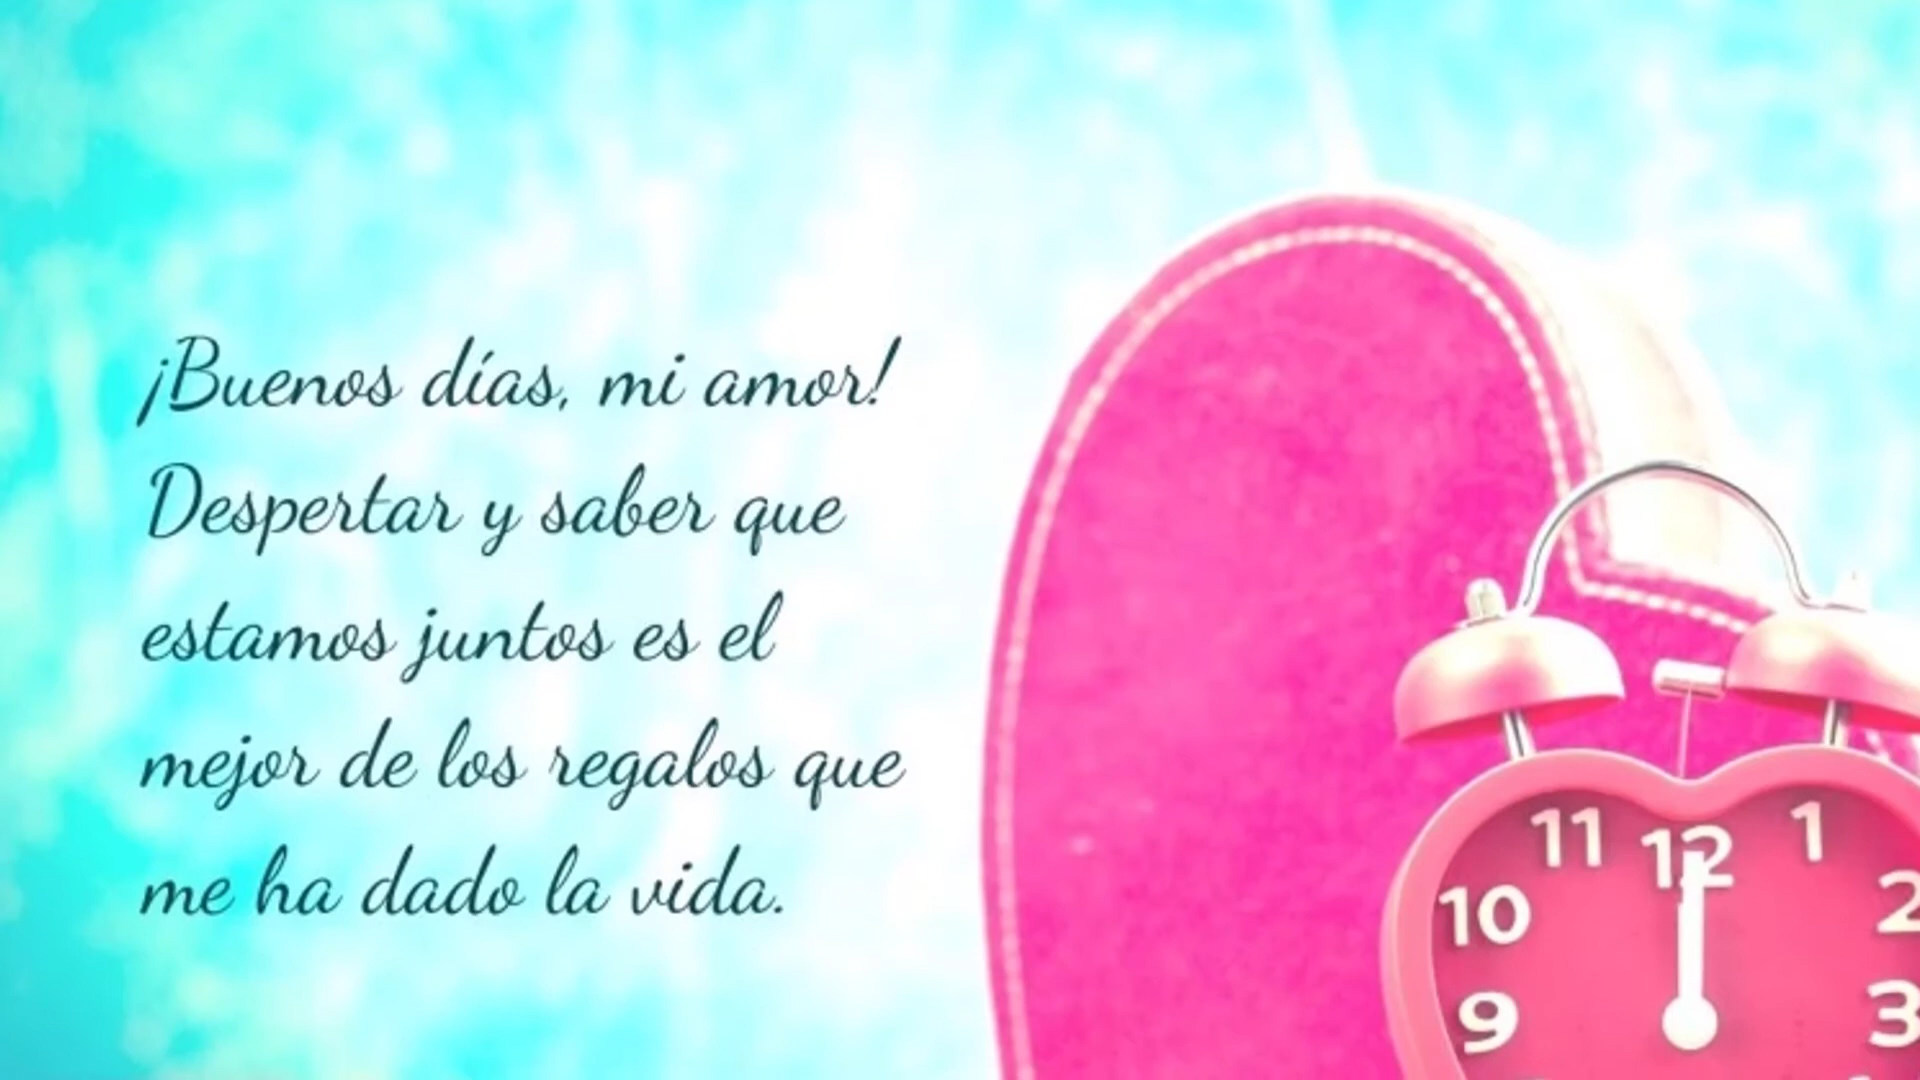 ¡Buenos días, mi amor!
Despertar y saber que
estamos juntos es el
mejor de los regalos que
me ha dado la vida.
11 12 1
10 2
9 3